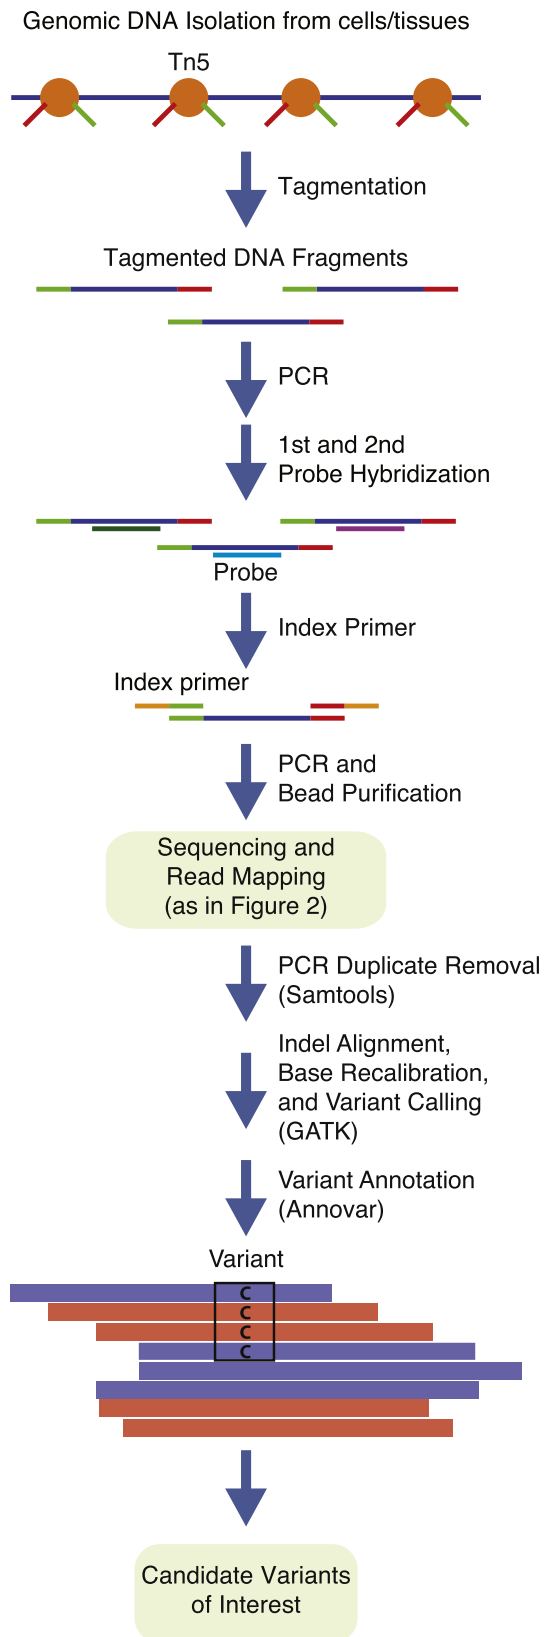 Genomic DNA Isolation from cells/tissues
Tn5
Tagmentation
Tagmented DNA Fragments
PCR
1st and 2nd
Probe Hybridization
Probe
Index Primer
Index primer
PCR and
Bead Purification
Sequencing and
Read Mapping
(as in Figure 2)
PCR Duplicate Removal
(Samtools)
Indel Alignment,
Base Recalibration,
and Variant Calling
(GATK)
Variant Annotation
(Annovar)
Variant
C
C
C
C
Candidate Variants
of Interest